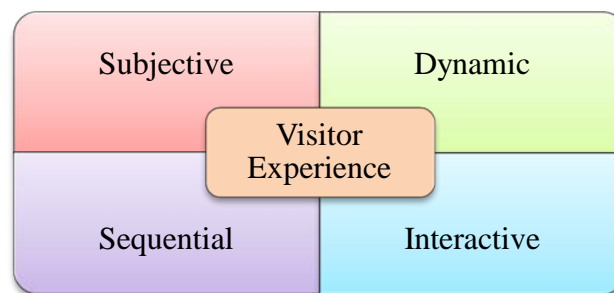 Subjective
Dynamic
Visitor
Experience
Sequential
Interactive